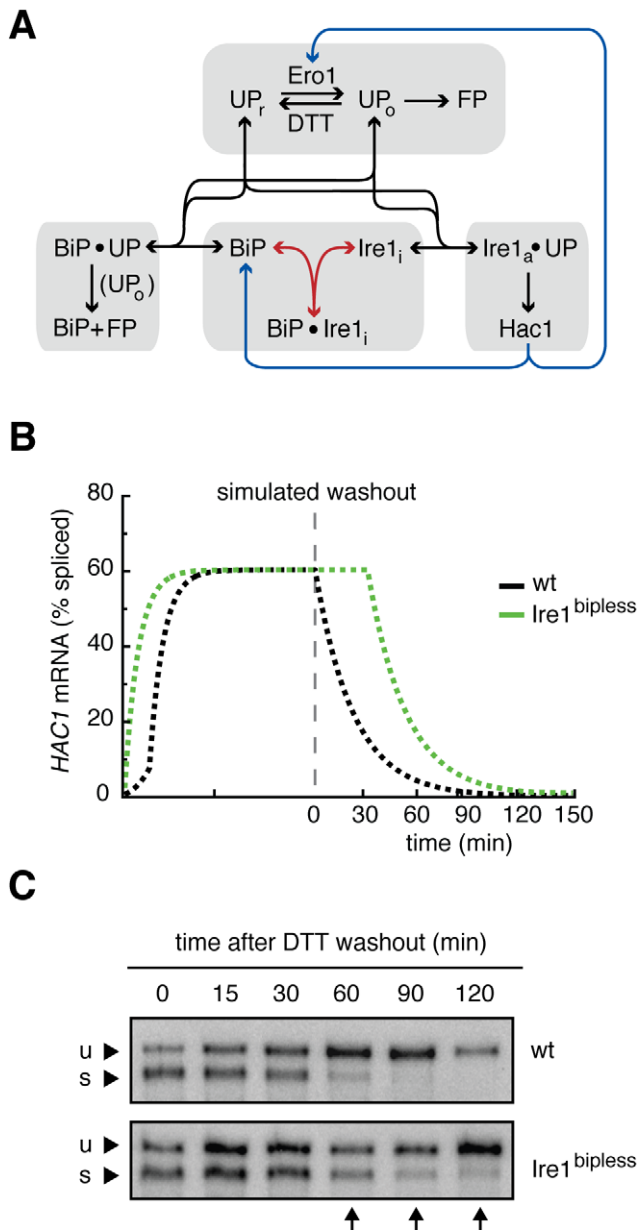 A
Ero1
UPr UPo FP
DTT
BiP•UP BiP Irei Ire1a•UP
(UPo)
BiP+FP BiP•Ire1i Hac1
B
simulated washout
80
60
40
20
0
HAC1 mRNA (% spliced)
wt
Ire1bipless
0 30 60 90 120 150
time (min)
C
time after DTT washout (min)
0 15 30 60 90 120
u
s
wt
u
s
Ire1bipless